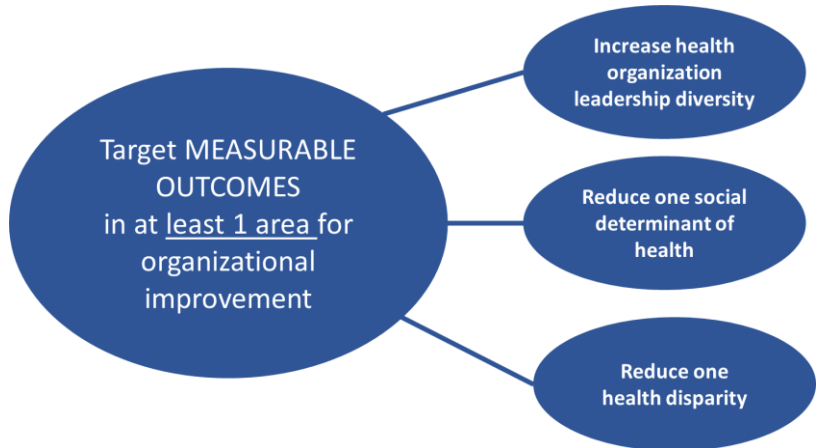 Target MEASURABLE
OUTCOMES
in at least 1 area for
organizational
improvement
Increase health
organization
leadership diversity
Reduce one social
determinant of
health
Reduce one
health disparity